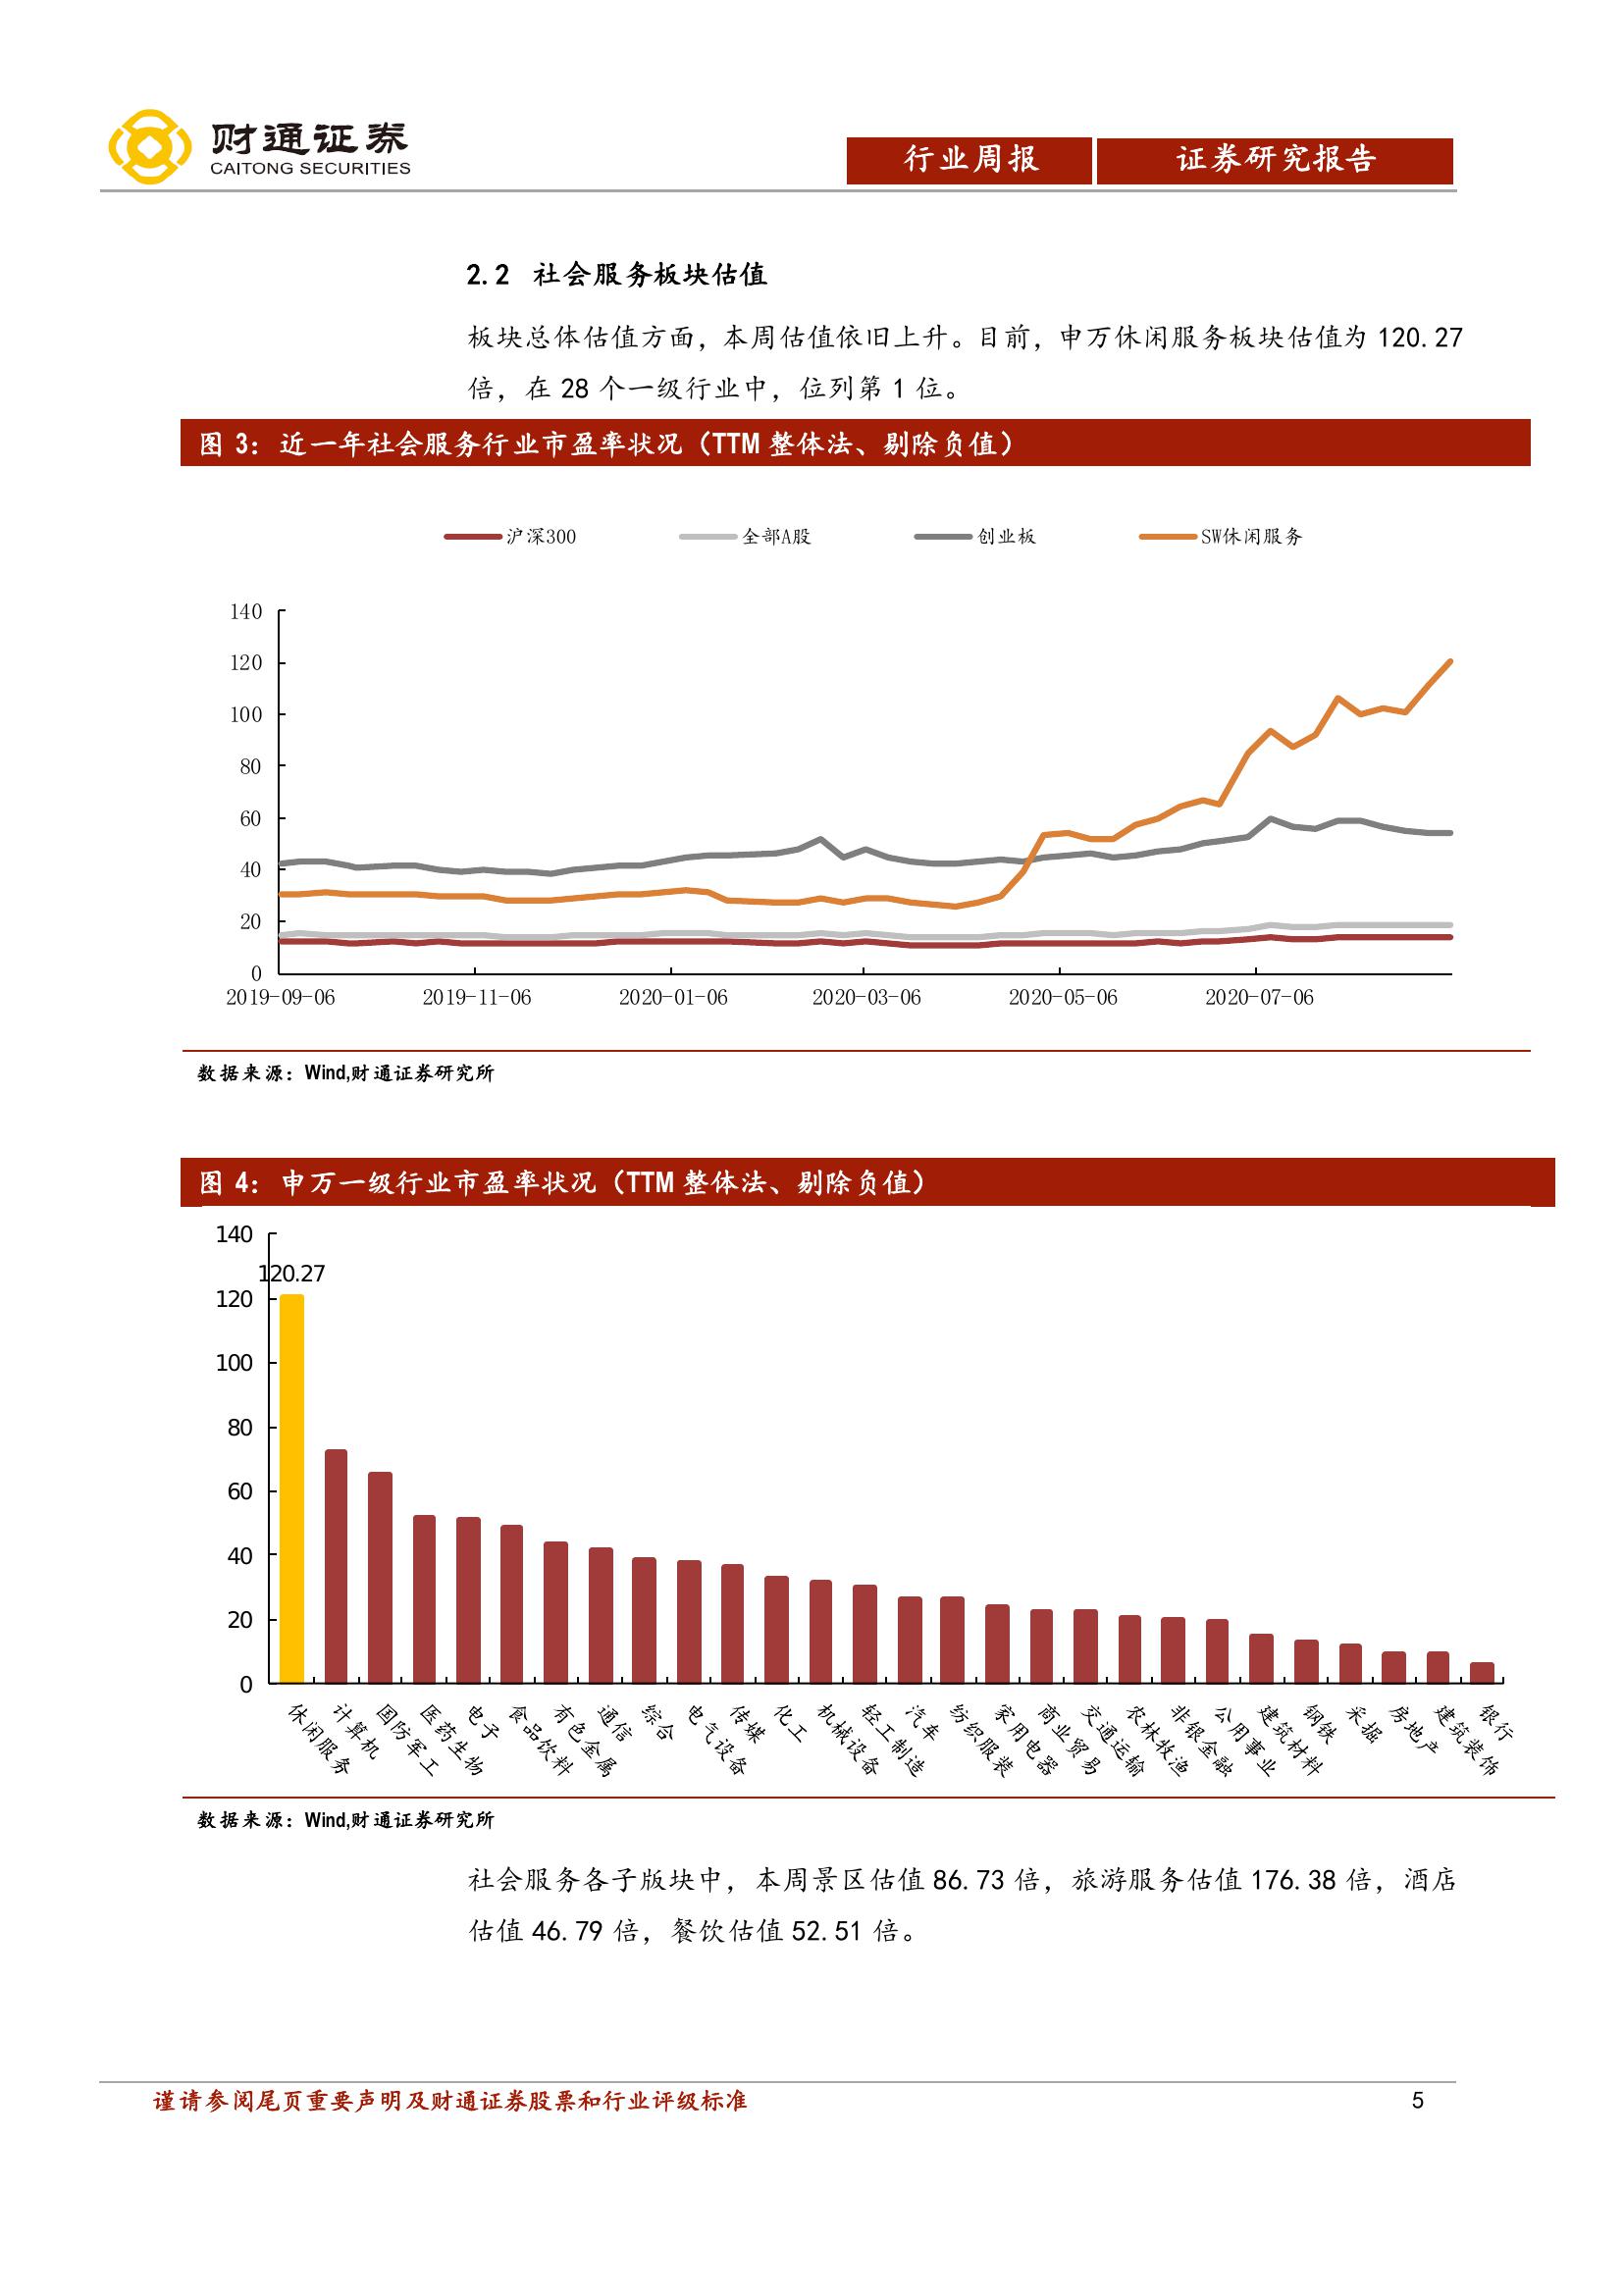 财通证券
CAITONG SECURITIES
行业周报
证券研究报告
2.2 社会服务板块估值
板块总体估值方面，本周估值依旧上升。目前，申万休闲服务板块估值为 120.27
倍，在 28 个一级行业中，位列第 1 位。
图 3：近一年社会服务行业市盈率状况（TTM 整体法、剔除负值）
沪深300 全部A股 创业板 SW休闲服务
140
120
100
80
60
40
20
0
2019-09-06 2019-11-06 2020-01-06 2020-03-06 2020-05-06 2020-07-06
数据来源：Wind,财通证券研究所
图 4：申万一级行业市盈率状况（TTM 整体法、剔除负值）
140
120.27
120
100
80
60
40
20
0
休闲服务
计算机
国防军工
医药生物
电子
食品饮料
有色金属
通信
综合
电气设备
传媒
化工
机械设备
轻工制造
汽车
纺织服装
家用电器
商业贸易
交通运输
农林牧渔
非银金融
公用事业
建筑材料
钢铁
采掘
房地产
建筑装饰
银行
数据来源：Wind,财通证券研究所
社会服务各子版块中，本周景区估值 86.73 倍，旅游服务估值 176.38 倍，酒店
估值 46.79 倍，餐饮估值 52.51 倍。
谨请参阅尾页重要声明及财通证券股票和行业评级标准
5